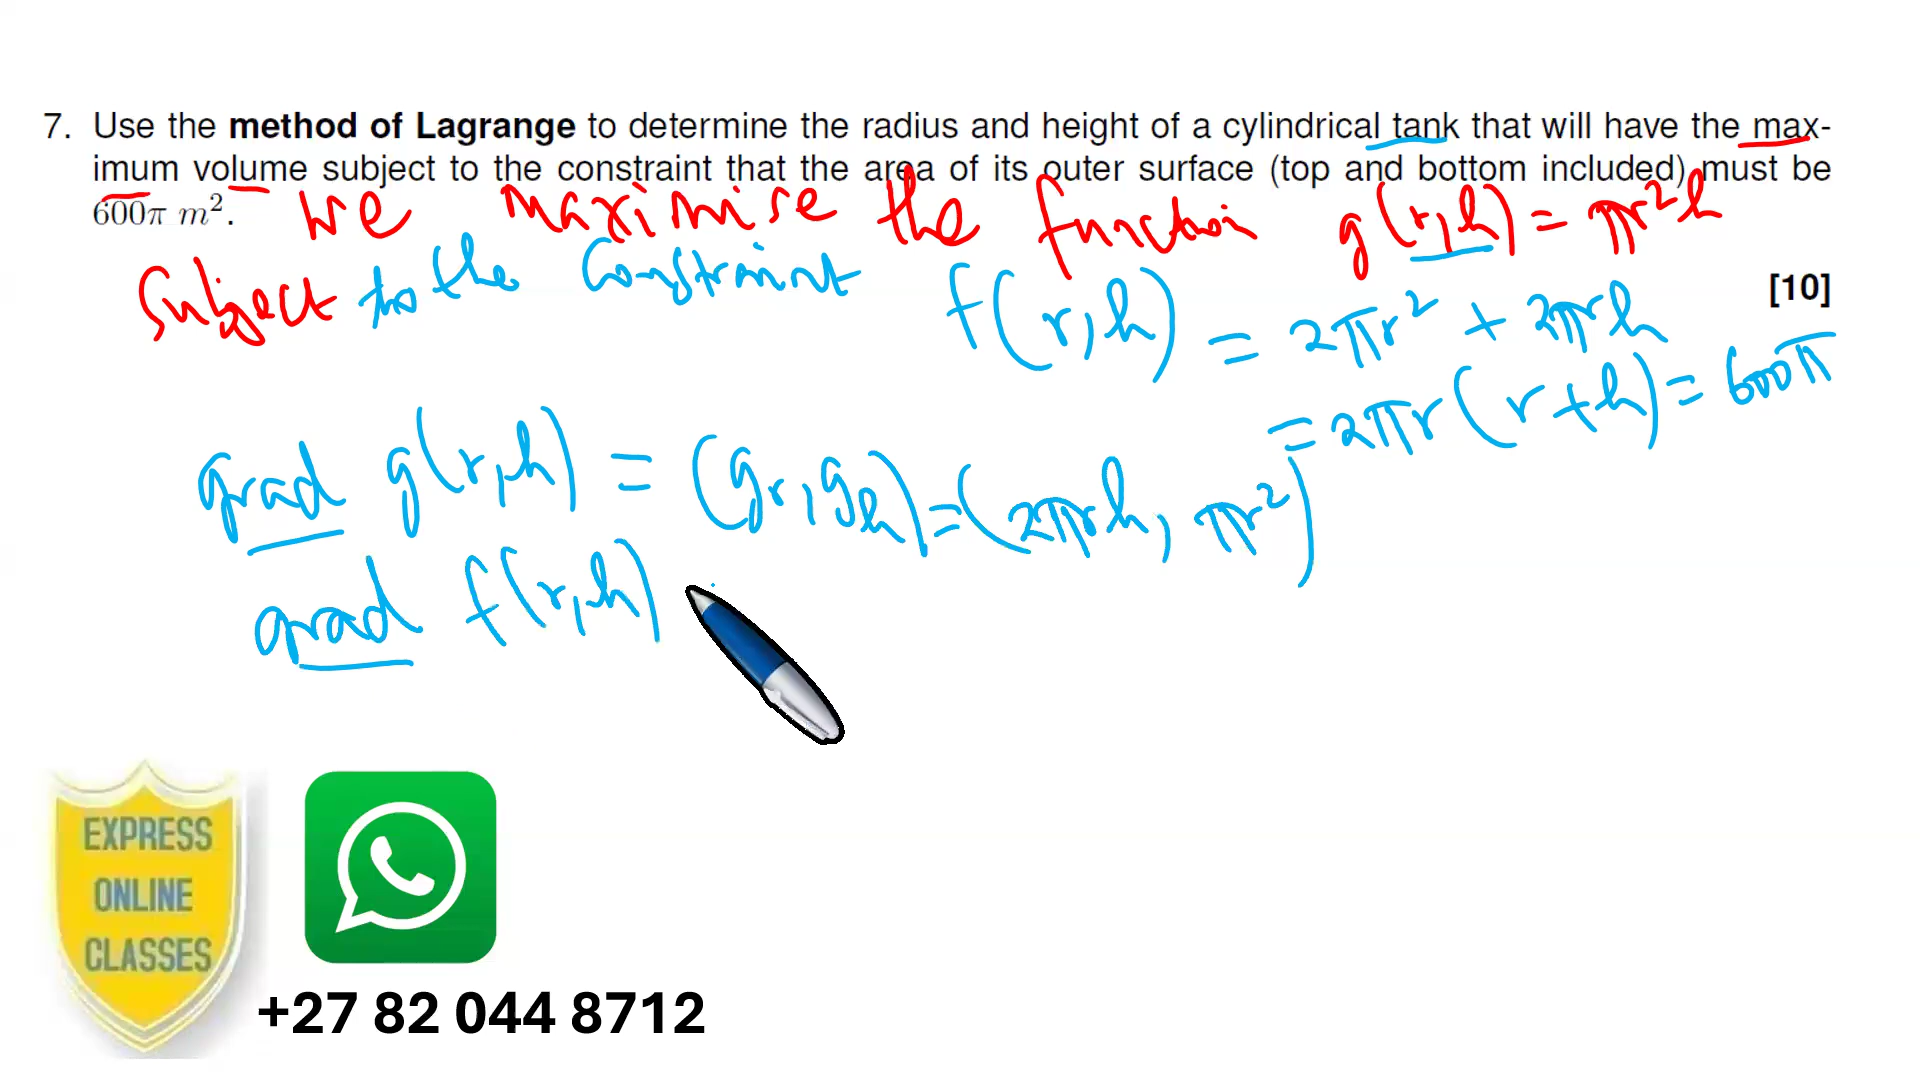 7. Use the method of Lagrange to determine the radius and height of a cylindrical tank that will have the max-
imum volume subject to the constraint that the area of its outer surface (top and bottom included) must be
600π m².
We maximise the function g(r,h) = πr²h
Subject to the constraint f(r,h) = 2πr² + 2πrh
[10]
= 2πr(r+h) = 600π
grad g(r,h) = (gr, gh) = (2πrh, πr²)
grad f(r,h)
EXPRESS
ONLINE
CLASSES
+27 82 044 8712